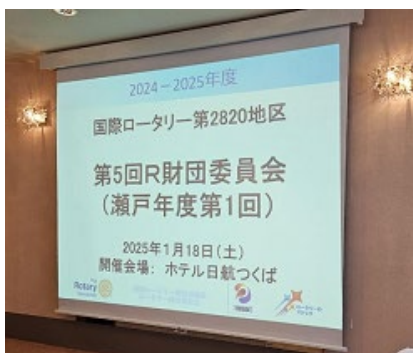 2024－2025年度
国際ロータリー第2820地区
第5回R財団委員会
（瀬戸年度第1回）
2025年1月18日（土）
開催会場： ホテル日航つくば
Rotary